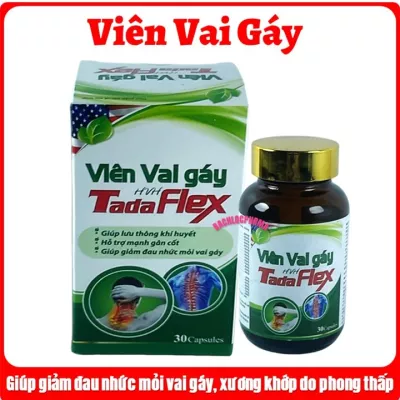 Viên Vai Gáy
Viên Vai gáy
HVH
TadaFlex
Giúp lưu thông khí huyết
Hỗ trợ mạnh gân cốt
Giúp giảm đau nhức mỏi vai gáy
30 Capsules
Viên Vai gáy
HVH
TadaFlex
30 Capsules
Giúp giảm đau nhức mỏi vai gáy, xương khớp do phong thấp